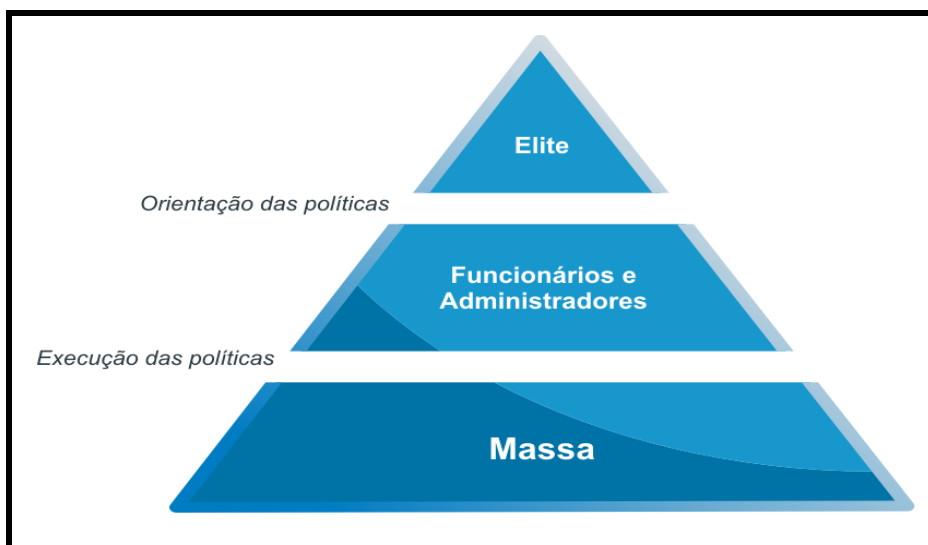 Elite
Orientação das políticas
Funcionários e
Administradores
Execução das políticas
Massa